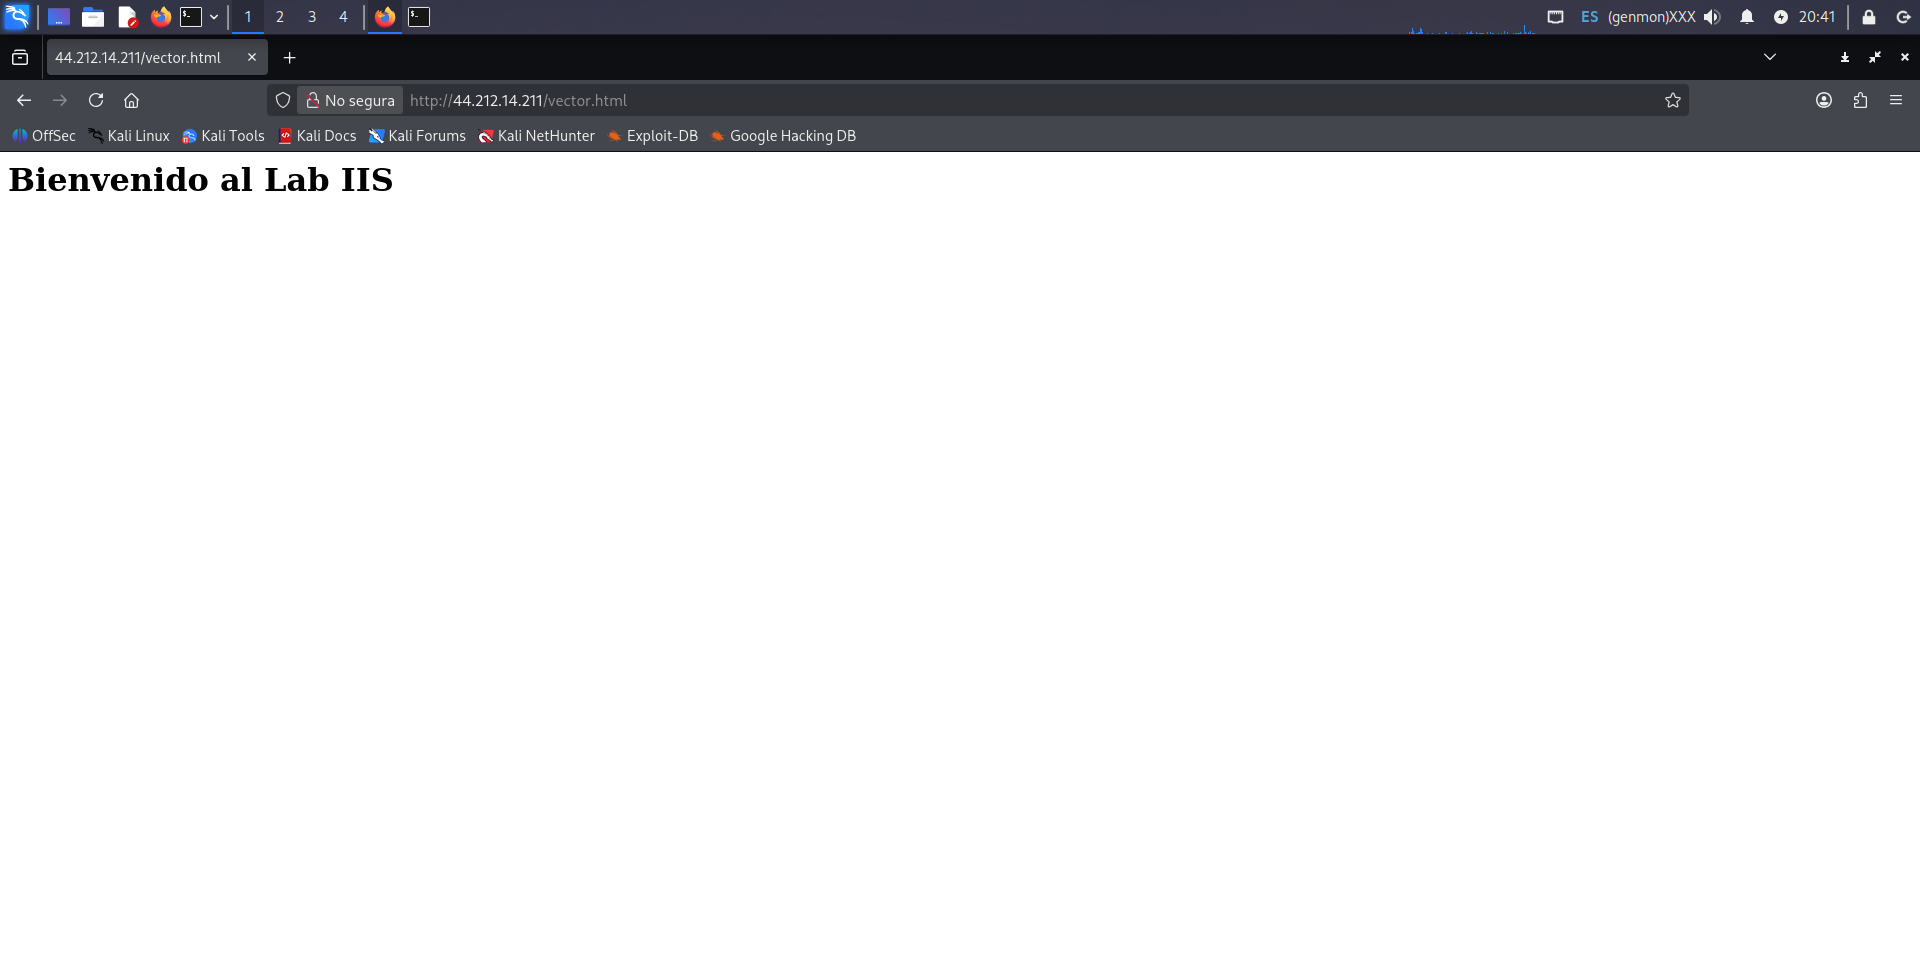 1 2 3 4 ES (genmon)XXX 20:41
44.212.14.211/vector.html
No segura http://44.212.14.211/vector.html
OffSec Kali Linux Kali Tools Kali Docs Kali Forums Kali NetHunter Exploit-DB Google Hacking DB
Bienvenido al Lab IIS